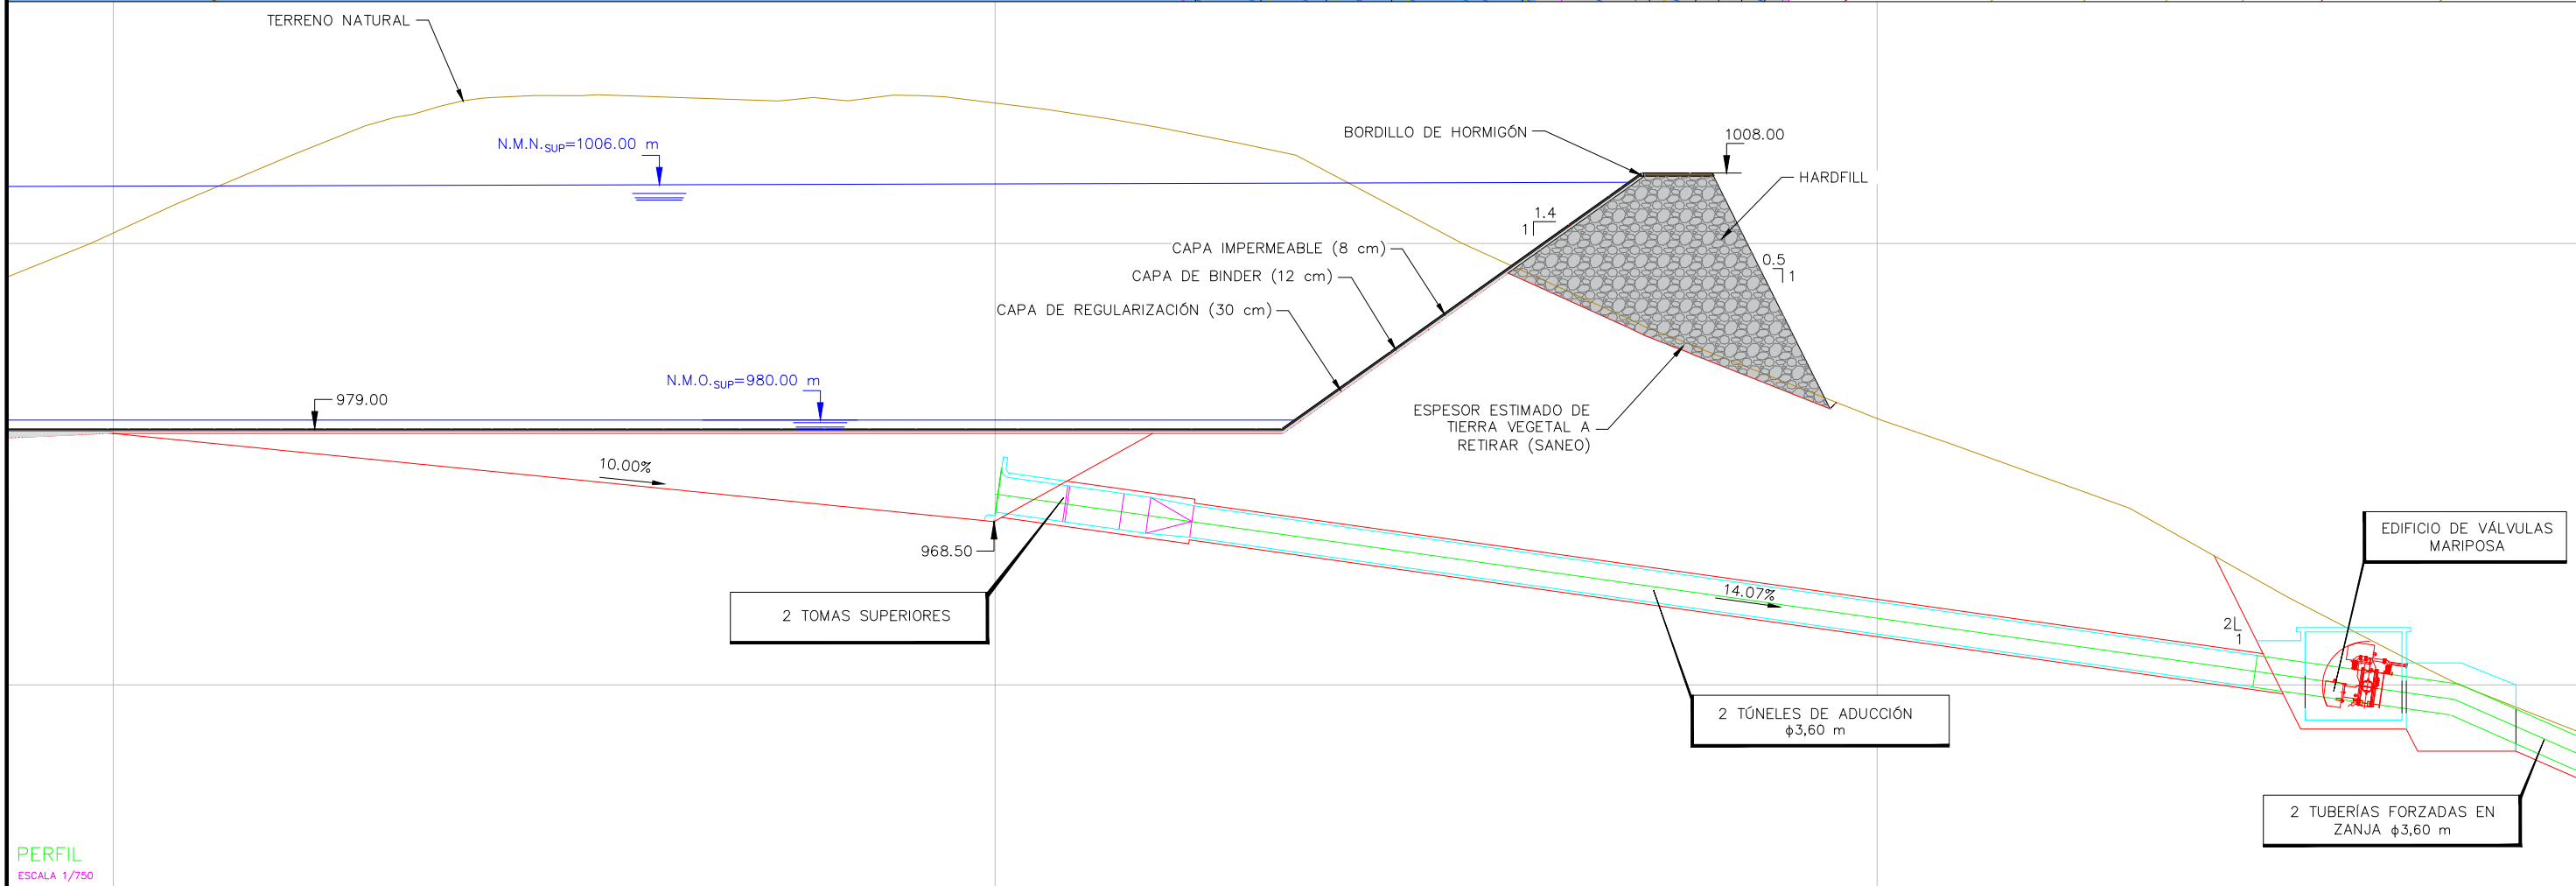 TERRENO NATURAL
N.M.N.SUP=1006.00 m
BORDILLO DE HORMIGÓN
1008.00
HARDFILL
1.4
1
CAPA IMPERMEABLE (8 cm)
CAPA DE BINDER (12 cm)
CAPA DE REGULARIZACIÓN (30 cm)
0.5
1
N.M.O.SUP=980.00 m
979.00
ESPESOR ESTIMADO DE
TIERRA VEGETAL A
RETIRAR (SANEO)
10.00%
968.50
2 TOMAS SUPERIORES
14.07%
EDIFICIO DE VÁLVULAS
MARIPOSA
2
1
2 TÚNELES DE ADUCCIÓN
ϕ3,60 m
2 TUBERÍAS FORZADAS EN
ZANJA ϕ3,60 m
PERFIL
ESCALA 1/750